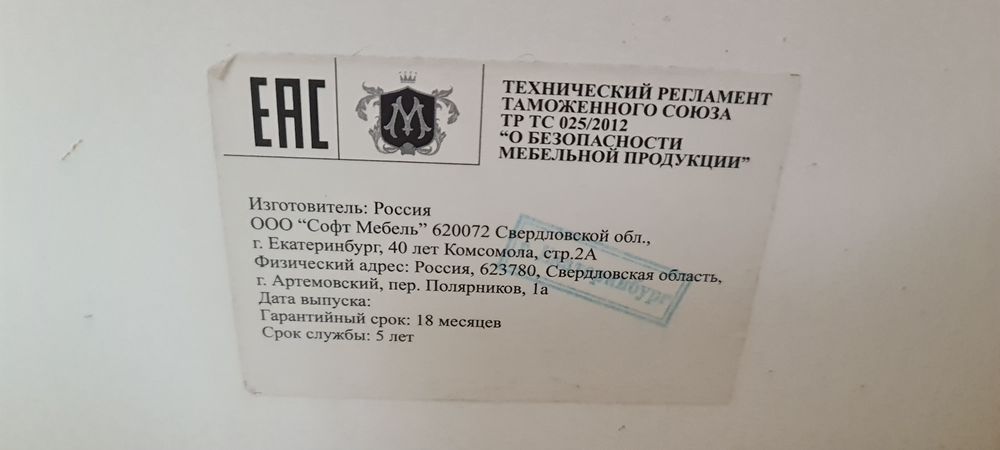 ЕАС
М
ТЕХНИЧЕСКИЙ РЕГЛАМЕНТ
ТАМОЖЕННОГО СОЮЗА
ТР ТС 025/2012
“О БЕЗОПАСНОСТИ
МЕБЕЛЬНОЙ ПРОДУКЦИИ”
Изготовитель: Россия
ООО “Софт Мебель” 620072 Свердловской обл.,
г. Екатеринбург, 40 лет Комсомола, стр.2А
Физический адрес: Россия, 623780, Свердловская область,
г. Артемовский, пер. Полярников, 1а
Дата выпуска:
Гарантийный срок: 18 месяцев
Срок службы: 5 лет